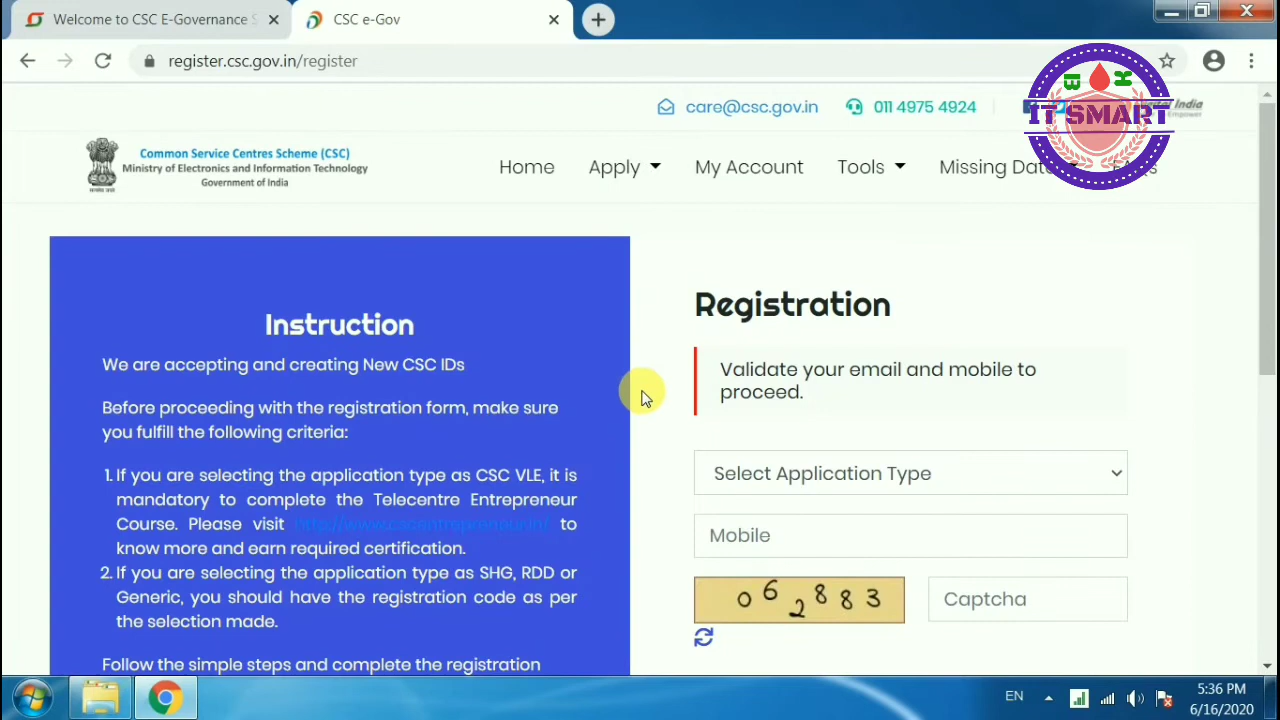 Welcome to CSC E-Governance S
CSC e-Gov
register.csc.gov.in/register
care@csc.gov.in
011 4975 4924
IT SMART
Common Service Centres Scheme (CSC)
Ministry of Electronics and Information Technology
Government of India
Home Apply My Account Tools Missing Data
Instruction
We are accepting and creating New CSC IDs
Before proceeding with the registration form, make sure
you fulfill the following criteria:
1. If you are selecting the application type as CSC VLE, it is
mandatory to complete the Telecentre Entrepreneur
Course. Please visit to
know more and earn required certification.
2. If you are selecting the application type as SHG, RDD or
Generic, you should have the registration code as per
the selection made.
Follow the simple steps and complete the registration
Registration
Validate your email and mobile to
proceed.
Select Application Type
Mobile
062883
Captcha
EN
5:36 PM
6/16/2020